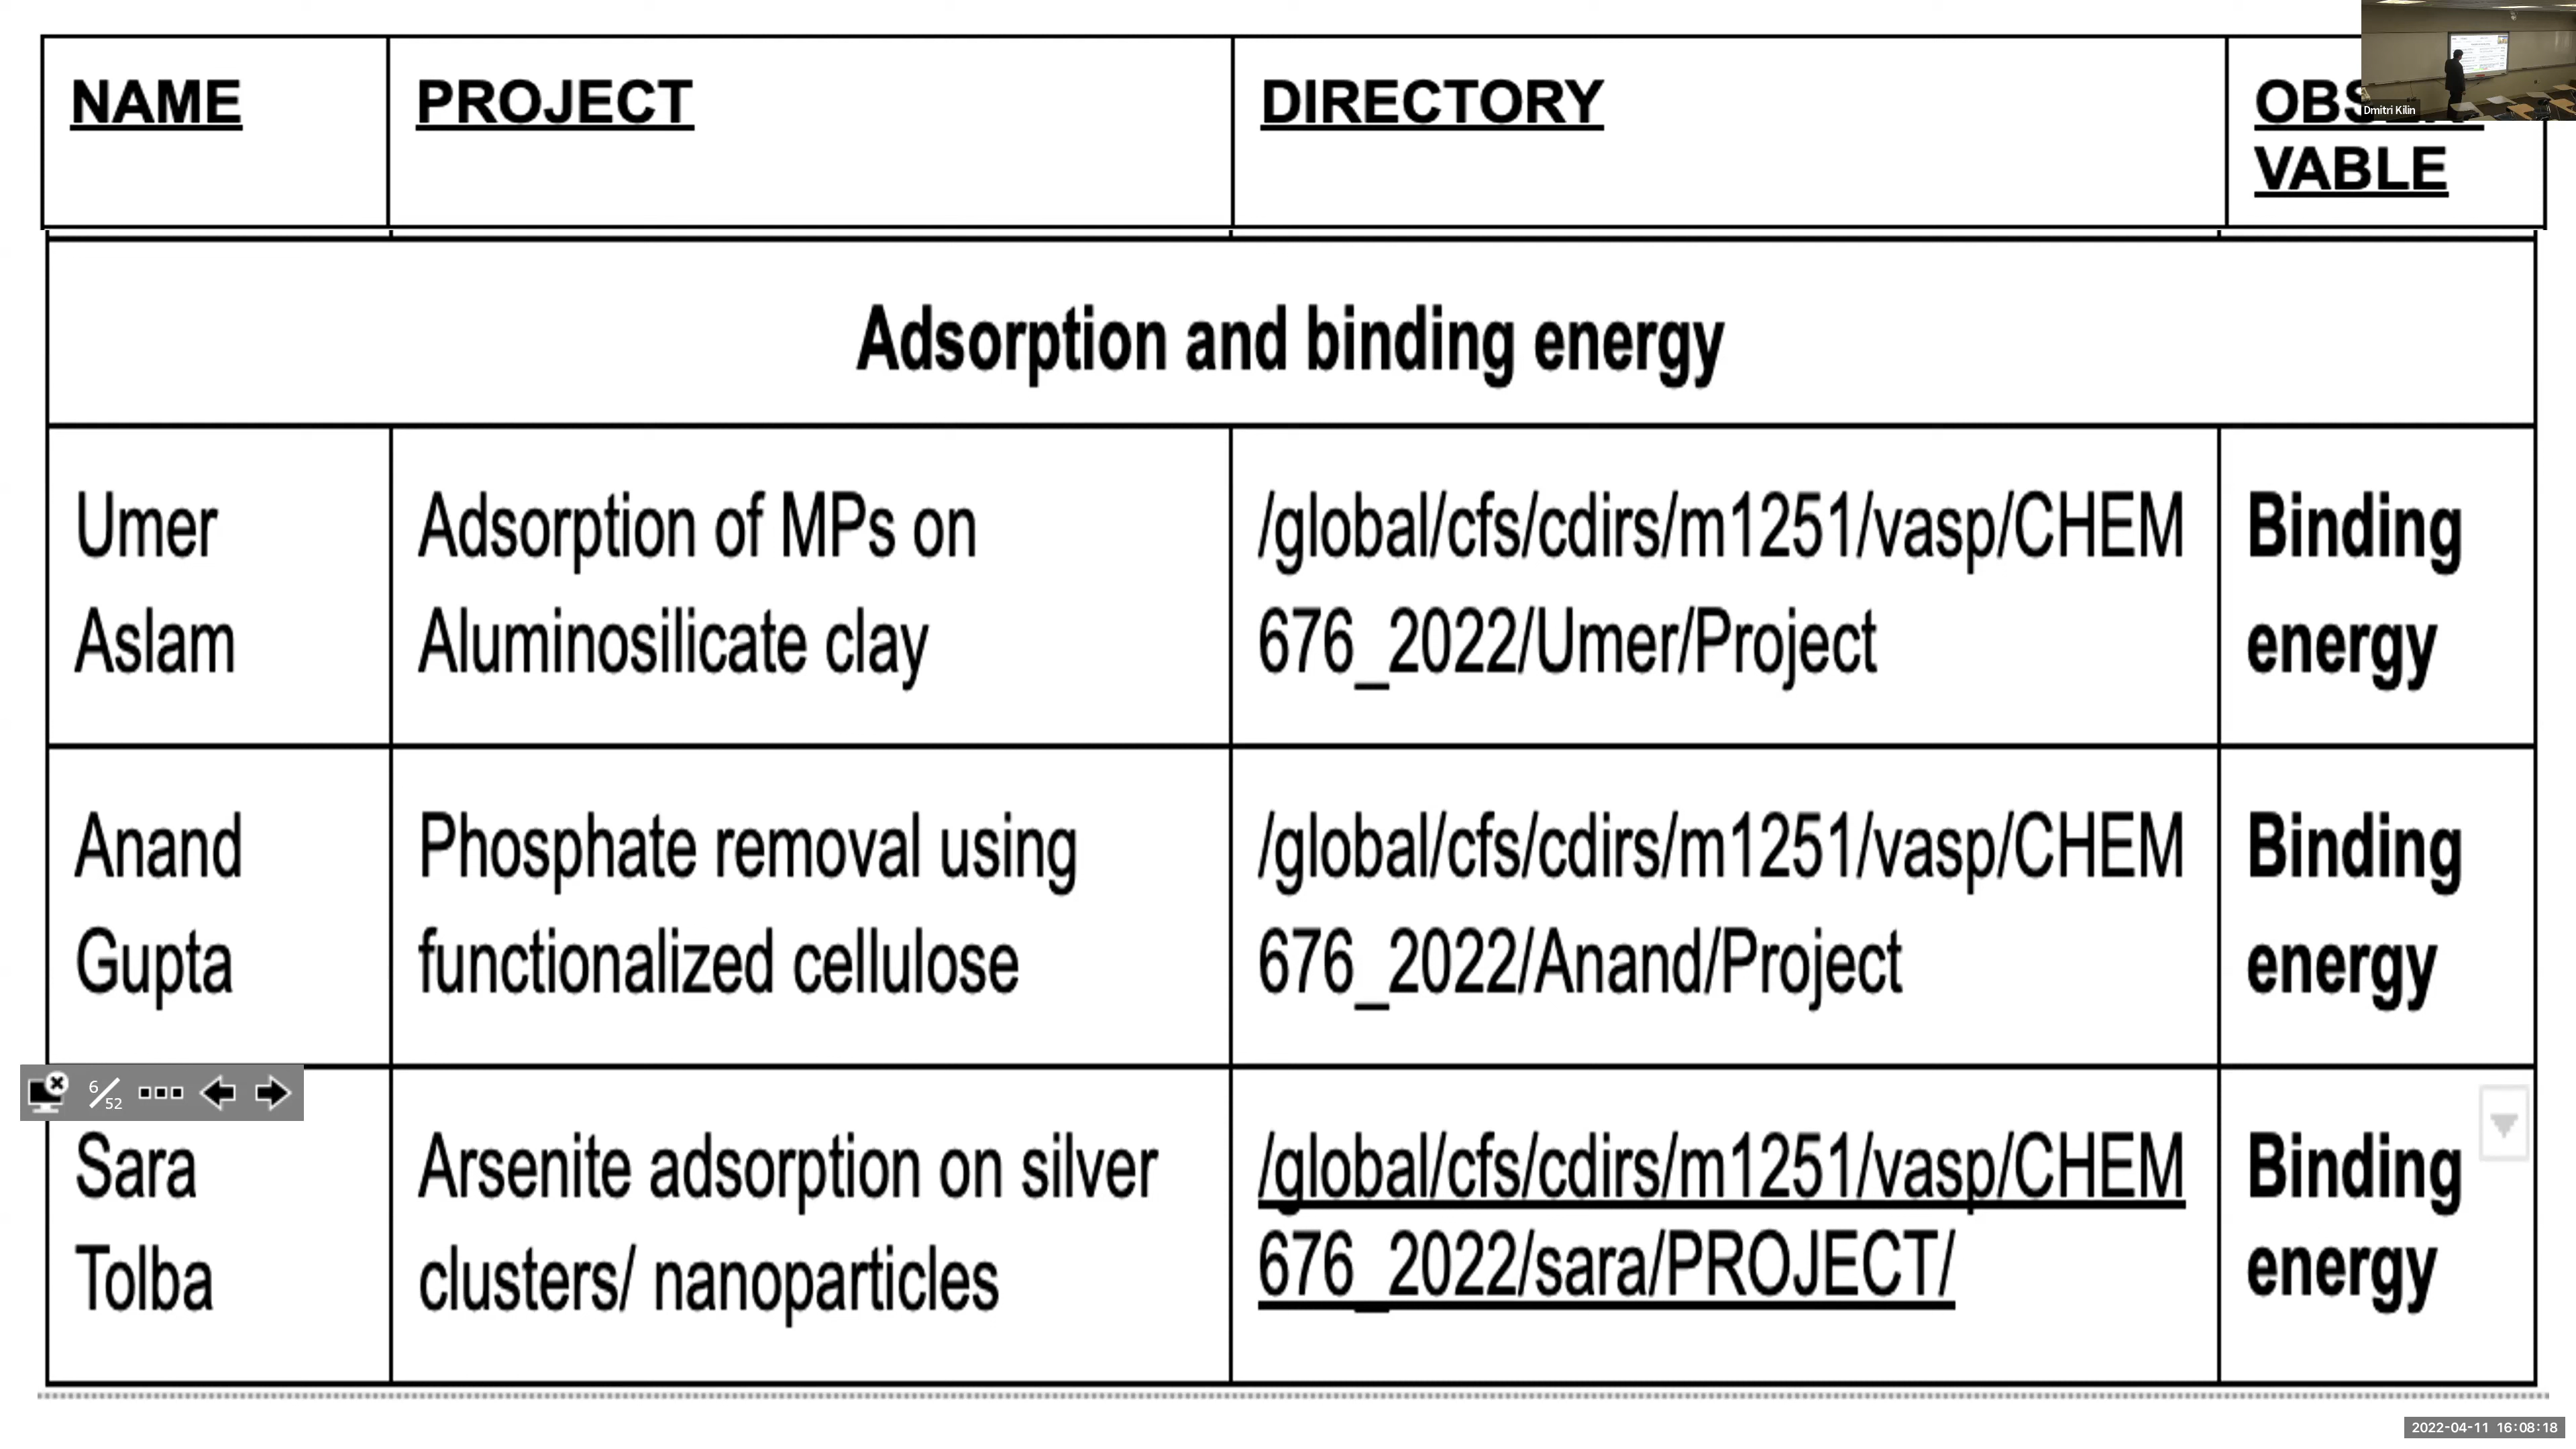 NAME
PROJECT
DIRECTORY
VABLE
Dmitri Kilin
Adsorption and binding energy
Umer
Aslam
Adsorption of MPs on
Aluminosilicate clay
/global/cfs/cdirs/m1251/vasp/CHEM
676_2022/Umer/Project
Binding
energy
Anand
Gupta
Phosphate removal using
functionalized cellulose
/global/cfs/cdirs/m1251/vasp/CHEM
676_2022/Anand/Project
Binding
energy
6/52
Sara
Tolba
Arsenite adsorption on silver
clusters/ nanoparticles
/global/cfs/cdirs/m1251/vasp/CHEM
676_2022/sara/PROJECT/
Binding
energy
2022-04-11 16:08:18